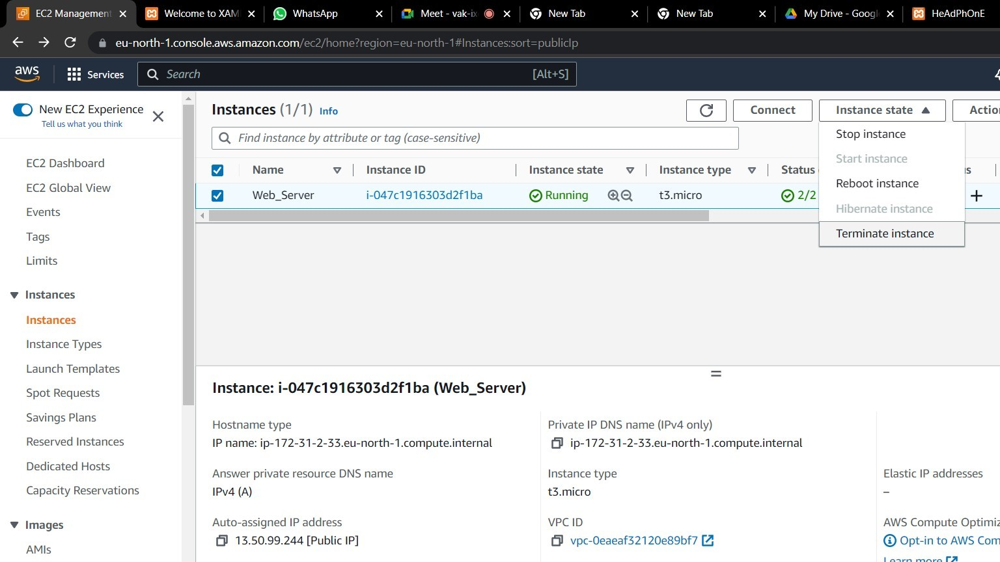 EC2 Management
Welcome to XAM
WhatsApp
Meet - vak-ix
New Tab
New Tab
My Drive - Googl
HeAdPhOnE
eu-north-1.console.aws.amazon.com/ec2/home?region=eu-north-1#Instances:sort=publicIp
aws
Services
Search
[Alt+S]
New EC2 Experience
Tell us what you think
EC2 Dashboard
EC2 Global View
Events
Tags
Limits
Instances
Instances
Instance Types
Launch Templates
Spot Requests
Savings Plans
Reserved Instances
Dedicated Hosts
Capacity Reservations
Images
AMIs
Instances (1/1) Info
Connect
Instance state
Actio
Find instance by attribute or tag (case-sensitive)
Stop instance
Start instance
Reboot instance
Hibernate instance
Terminate instance
Name
Instance ID
Instance state
Instance type
Status
s
Web_Server
i-047c1916303d2f1ba
Running
t3.micro
2/2
Instance: i-047c1916303d2f1ba (Web_Server)
Hostname type
IP name: ip-172-31-2-33.eu-north-1.compute.internal
Private IP DNS name (IPv4 only)
ip-172-31-2-33.eu-north-1.compute.internal
Answer private resource DNS name
IPv4 (A)
Instance type
t3.micro
Elastic IP addresses
–
Auto-assigned IP address
13.50.99.244 [Public IP]
VPC ID
vpc-0eaeaf32120e89bf7
AWS Compute Optimiz
Opt-in to AWS Com
Learn more